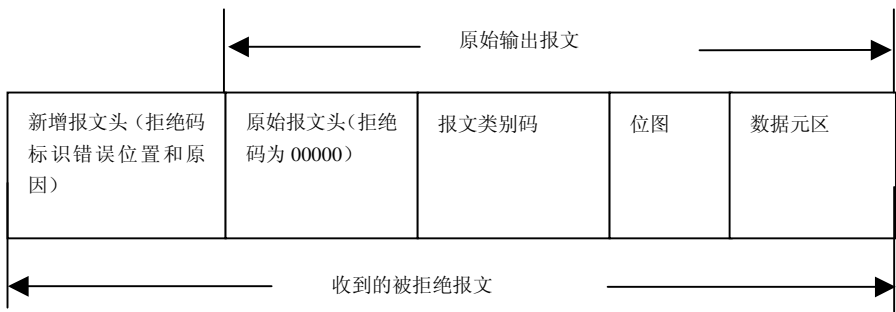 原始输出报文
新增报文头（拒绝码
标识错误位置和原
因）
原始报文头（拒绝
码为 00000）
报文类别码
位图
数据元区
收到的被拒绝报文